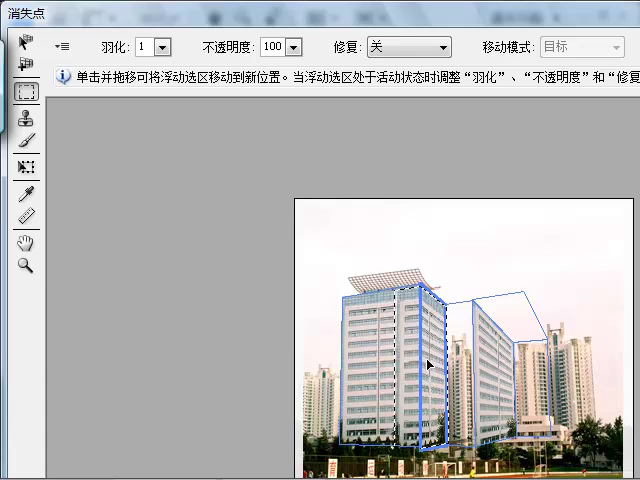 消失点
羽化: 1 不透明度: 100 修复: 关 移动模式: 目标
单击并拖移可将浮动选区移动到新位置。当浮动选区处于活动状态时调整“羽化”、“不透明度”和“修复